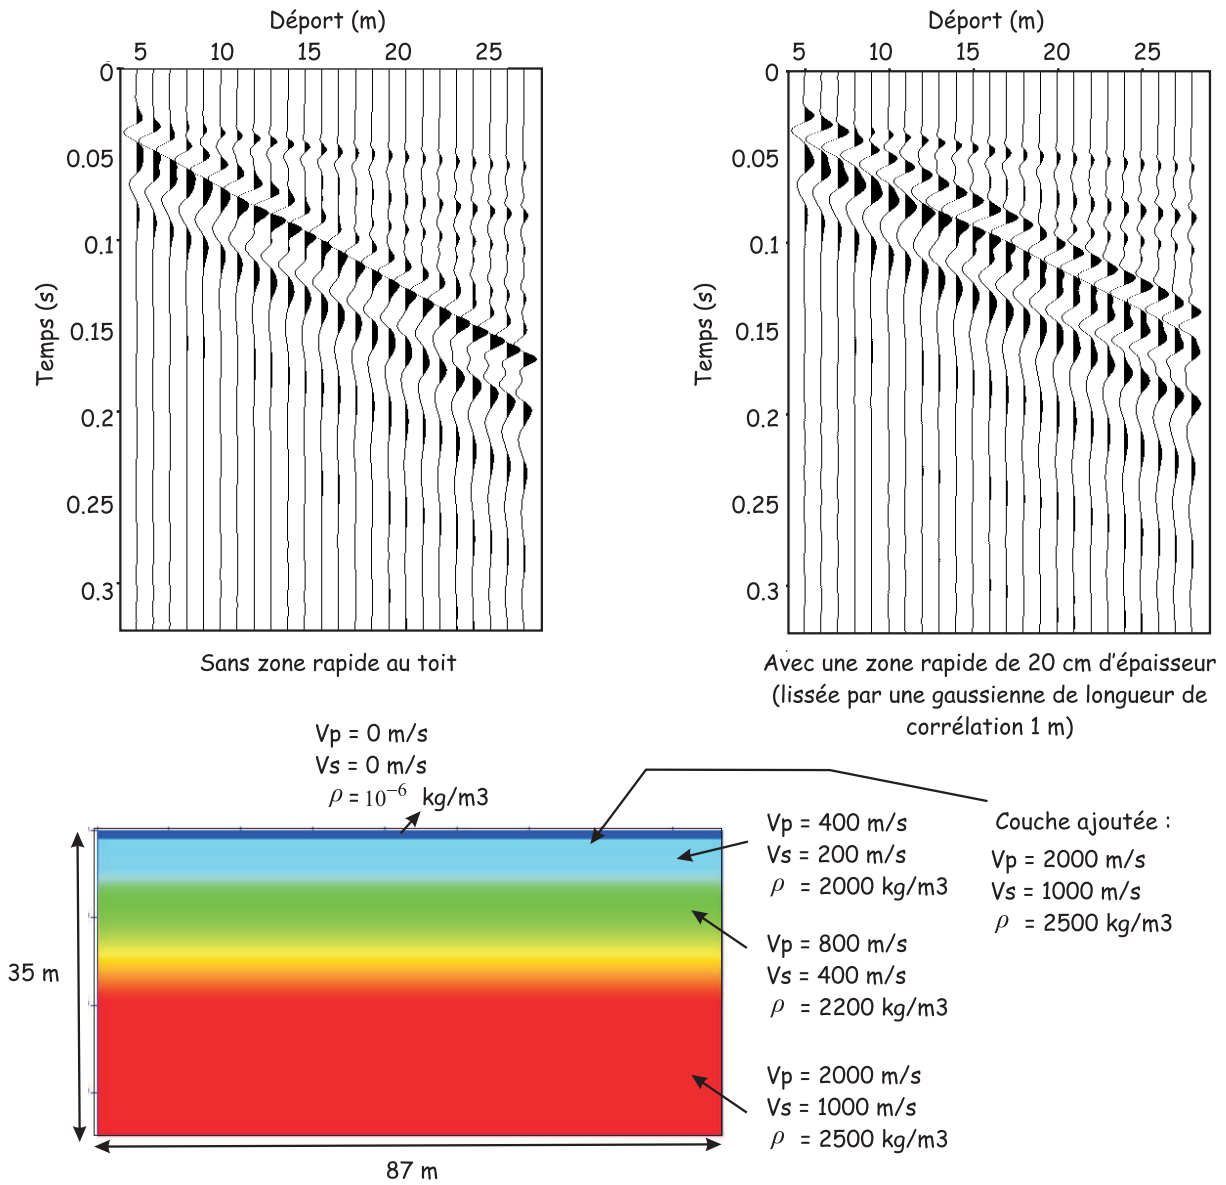 Déport (m)
5 10 15 20 25
0
0.05
0.1
0.15
0.2
0.25
0.3
Temps (s)
Sans zone rapide au toit
Déport (m)
5 10 15 20 25
0
0.05
0.1
0.15
0.2
0.25
0.3
Temps (s)
Avec une zone rapide de 20 cm d'épaisseur
(lissée par une gaussienne de longueur de
corrélation 1 m)
Vp = 0 m/s
Vs = 0 m/s
ρ = 10⁻⁶ kg/m3
Vp = 400 m/s
Vs = 200 m/s
ρ = 2000 kg/m3
Couche ajoutée :
Vp = 2000 m/s
Vs = 1000 m/s
ρ = 2500 kg/m3
Vp = 800 m/s
Vs = 400 m/s
ρ = 2200 kg/m3
Vp = 2000 m/s
Vs = 1000 m/s
ρ = 2500 kg/m3
35 m
87 m